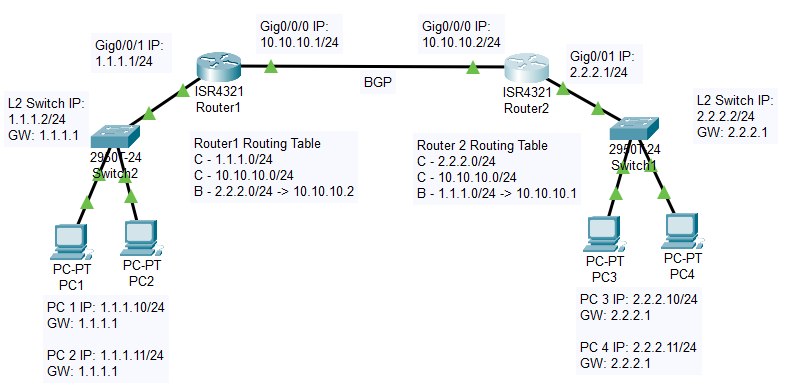 Gig0/0/1 IP:
1.1.1.1/24
Gig0/0/0 IP:
10.10.10.1/24
Gig0/0/0 IP:
10.10.10.2/24
Gig0/01 IP:
2.2.2.1/24
BGP
ISR4321
Router1
ISR4321
Router2
L2 Switch IP:
1.1.1.2/24
GW: 1.1.1.1
L2 Switch IP:
2.2.2.2/24
GW: 2.2.2.1
2950T-24
Switch2
2950T-24
Switch1
Router1 Routing Table
C - 1.1.1.0/24
C - 10.10.10.0/24
B - 2.2.2.0/24 -> 10.10.10.2
Router 2 Routing Table
C - 2.2.2.0/24
C - 10.10.10.0/24
B - 1.1.1.0/24 -> 10.10.10.1
PC-PT
PC1
PC-PT
PC2
PC-PT
PC3
PC-PT
PC4
PC 1 IP: 1.1.1.10/24
GW: 1.1.1.1
PC 2 IP: 1.1.1.11/24
GW: 1.1.1.1
PC 3 IP: 2.2.2.10/24
GW: 2.2.2.1
PC 4 IP: 2.2.2.11/24
GW: 2.2.2.1